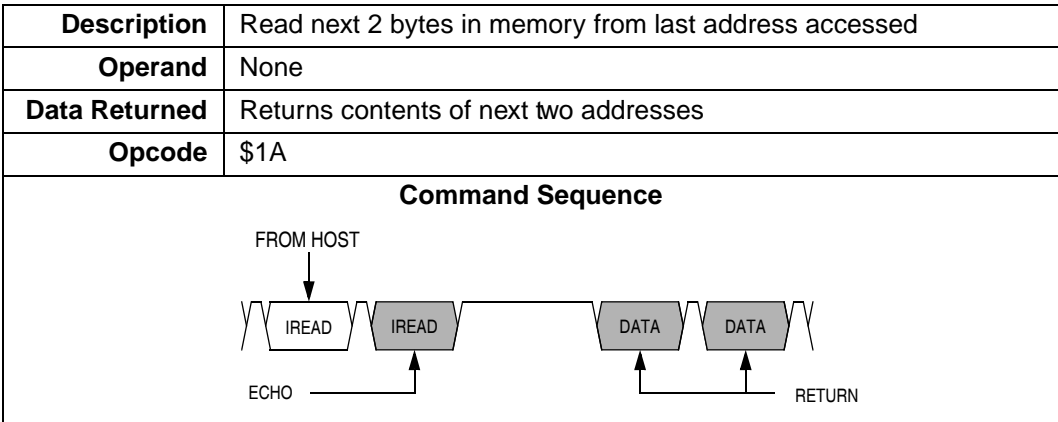 Description Read next 2 bytes in memory from last address accessed
Operand None
Data Returned Returns contents of next two addresses
Opcode $1A
Command Sequence
FROM HOST
IREAD IREAD DATA DATA
ECHO RETURN